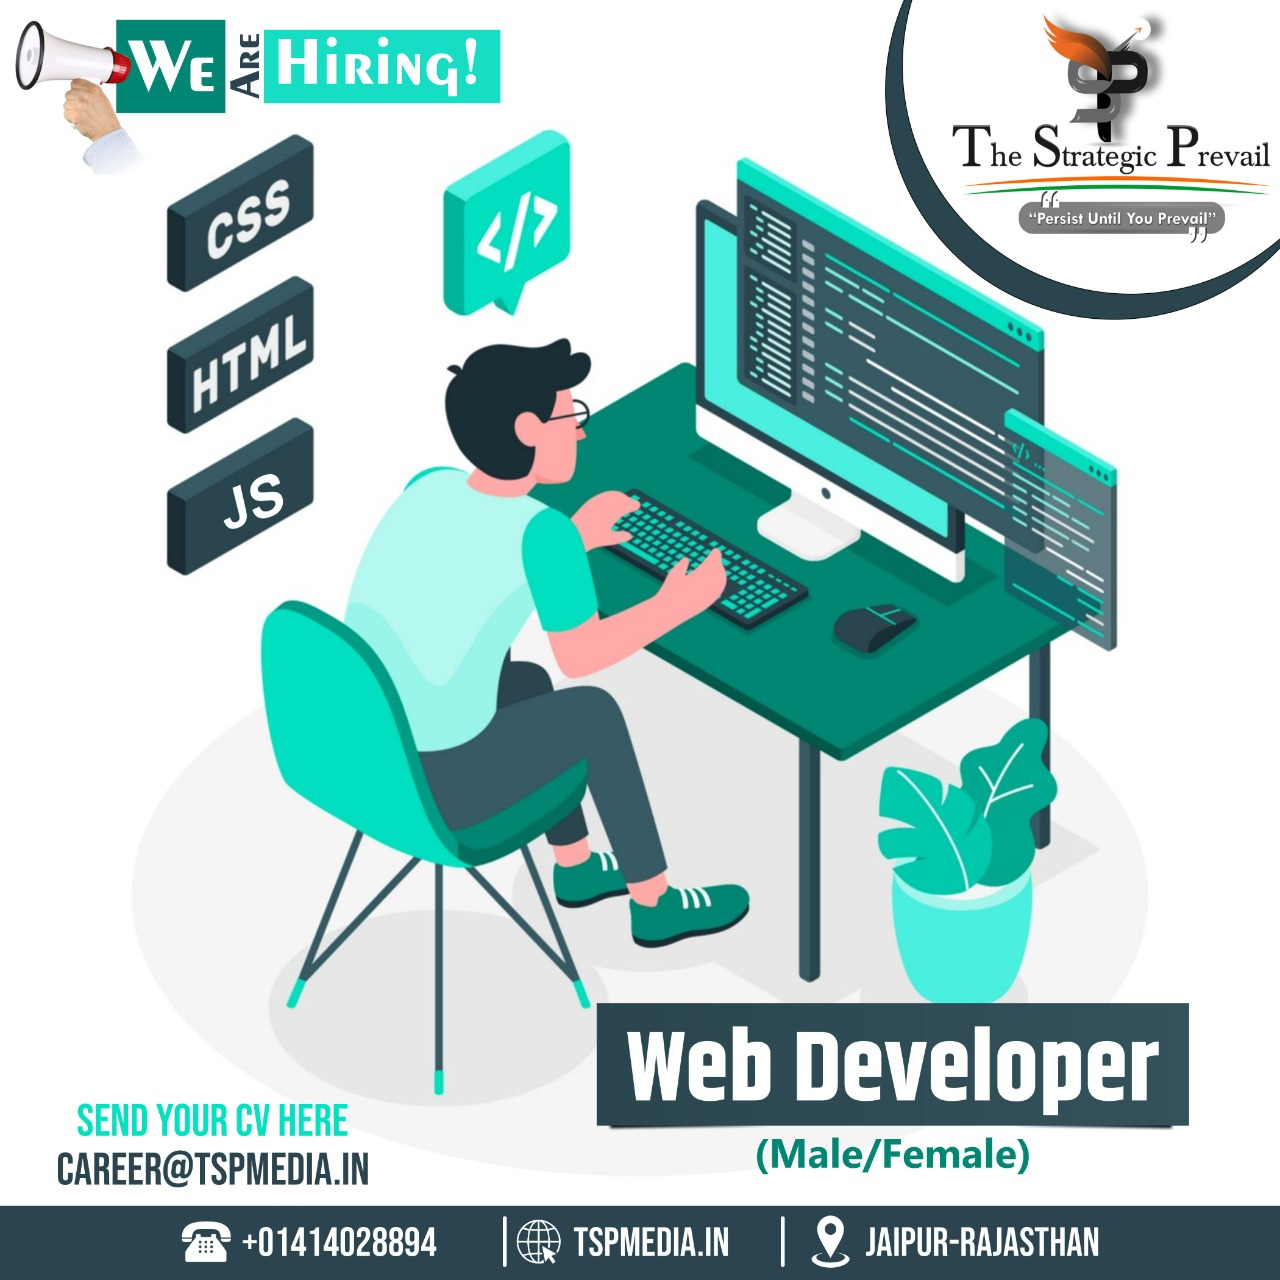 WE ARE HIRING!
The Strategic Prevail
“Persist Until You Prevail”
CSS
</>
HTML
JS
</>
Web Developer
(Male/Female)
SEND YOUR CV HERE
CAREER@TSPMEDIA.IN
+01414028894
TSPMEDIA.IN
JAIPUR-RAJASTHAN